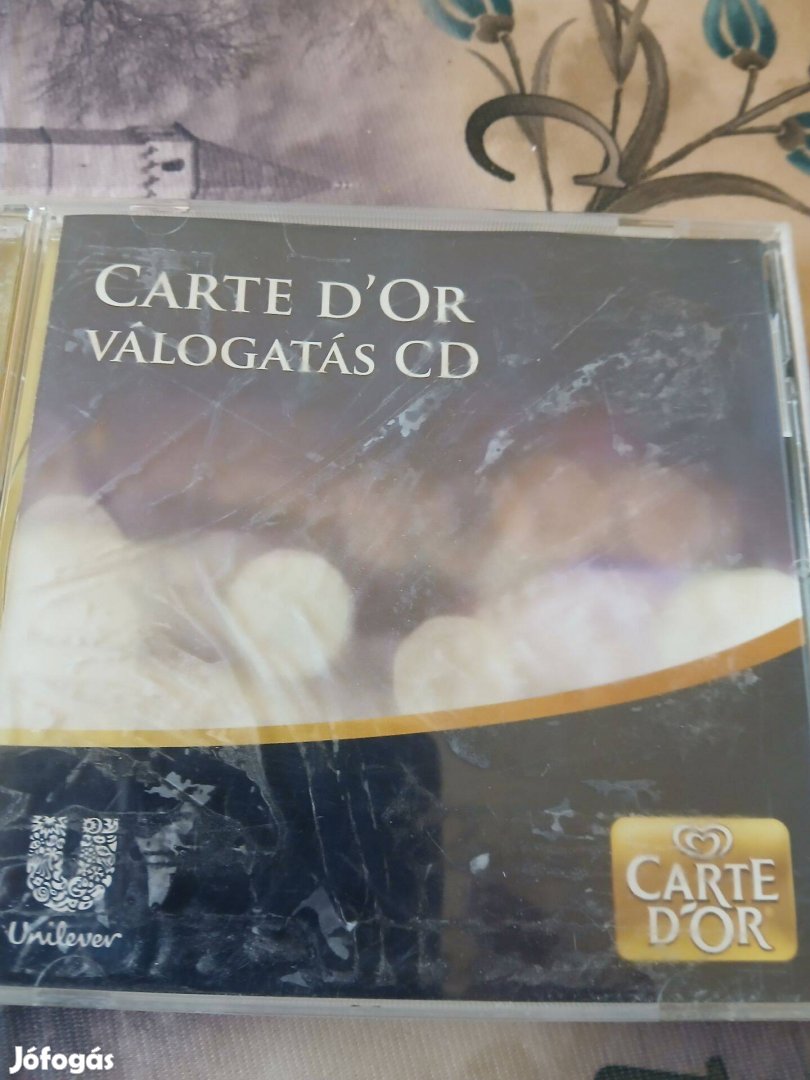 CARTE D'OR
VÁLOGATÁS CD
Unilever
CARTE
D'OR
Jófogás